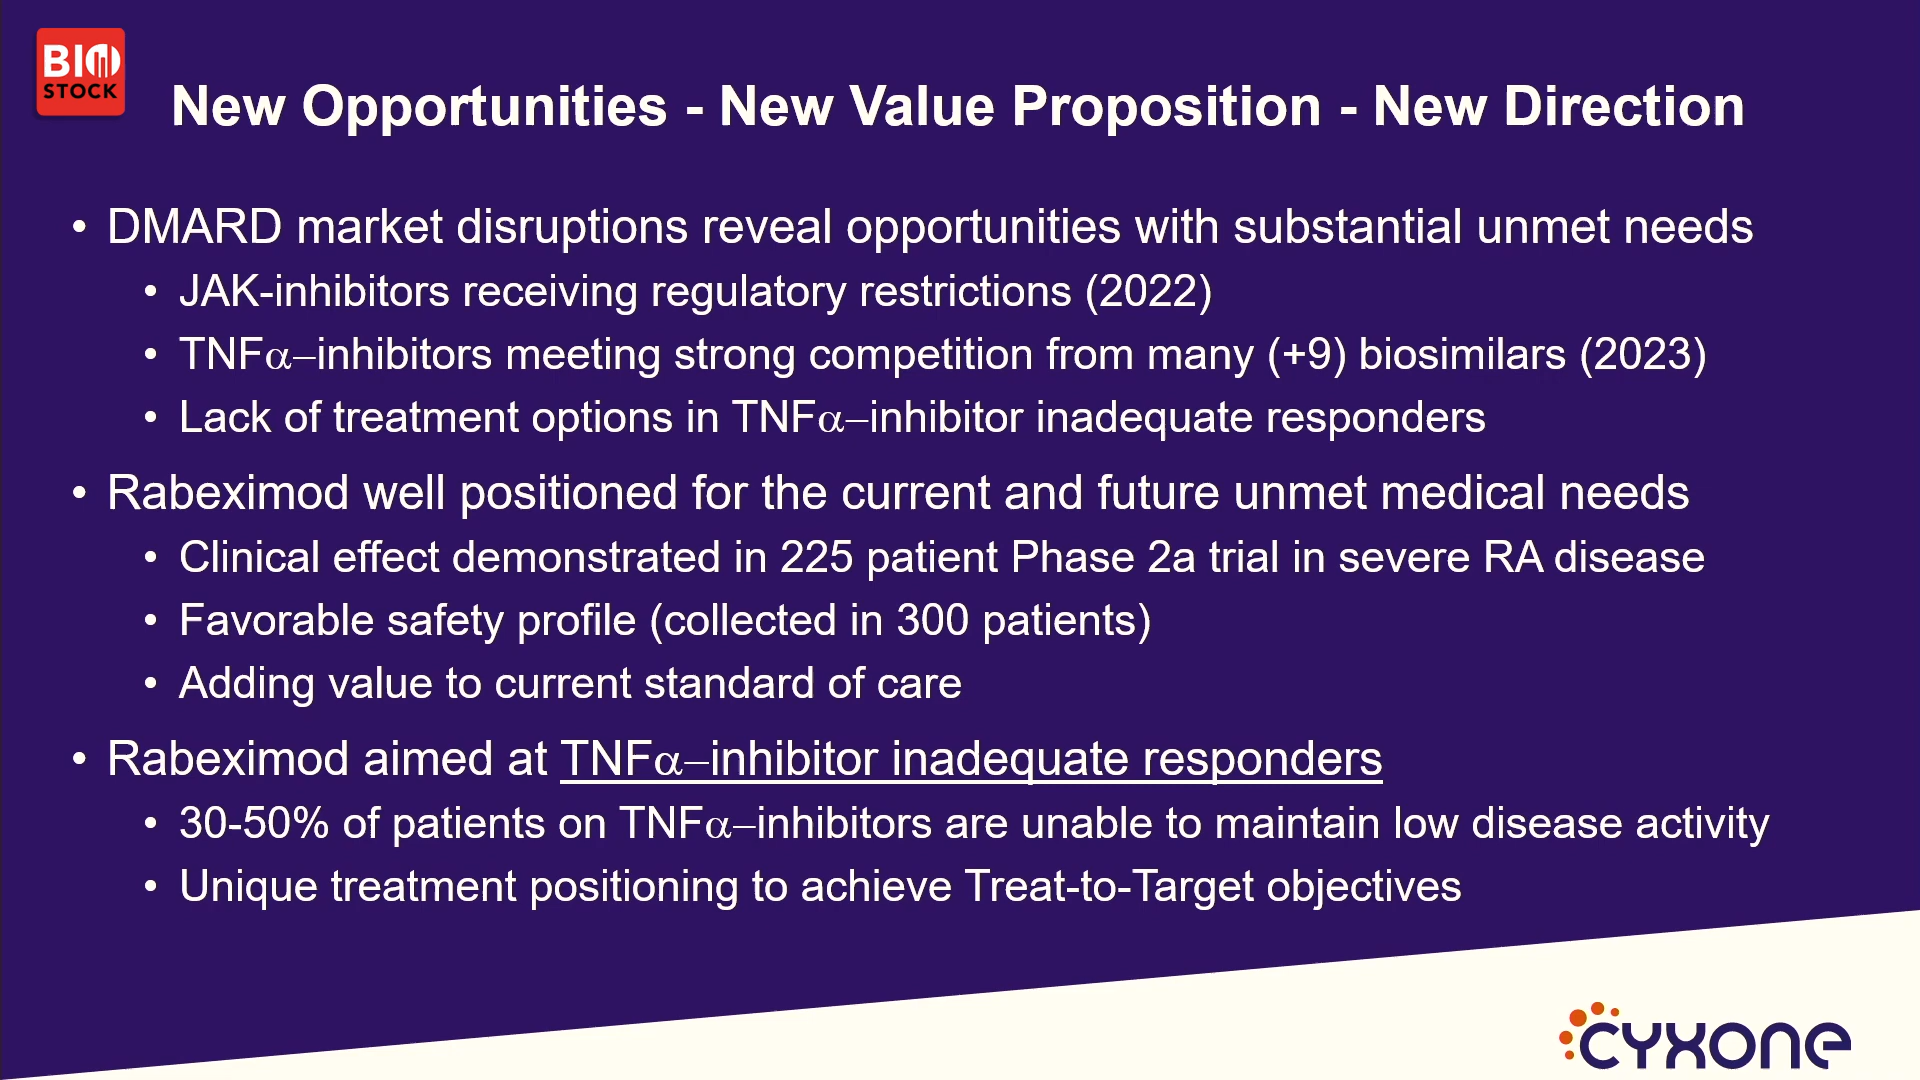 BIO
STOCK
New Opportunities - New Value Proposition - New Direction
• DMARD market disruptions reveal opportunities with substantial unmet needs
• JAK-inhibitors receiving regulatory restrictions (2022)
• TNFα–inhibitors meeting strong competition from many (+9) biosimilars (2023)
• Lack of treatment options in TNFα–inhibitor inadequate responders
• Rabeximod well positioned for the current and future unmet medical needs
• Clinical effect demonstrated in 225 patient Phase 2a trial in severe RA disease
• Favorable safety profile (collected in 300 patients)
• Adding value to current standard of care
• Rabeximod aimed at TNFα–inhibitor inadequate responders
• 30-50% of patients on TNFα–inhibitors are unable to maintain low disease activity
• Unique treatment positioning to achieve Treat-to-Target objectives
cyxone